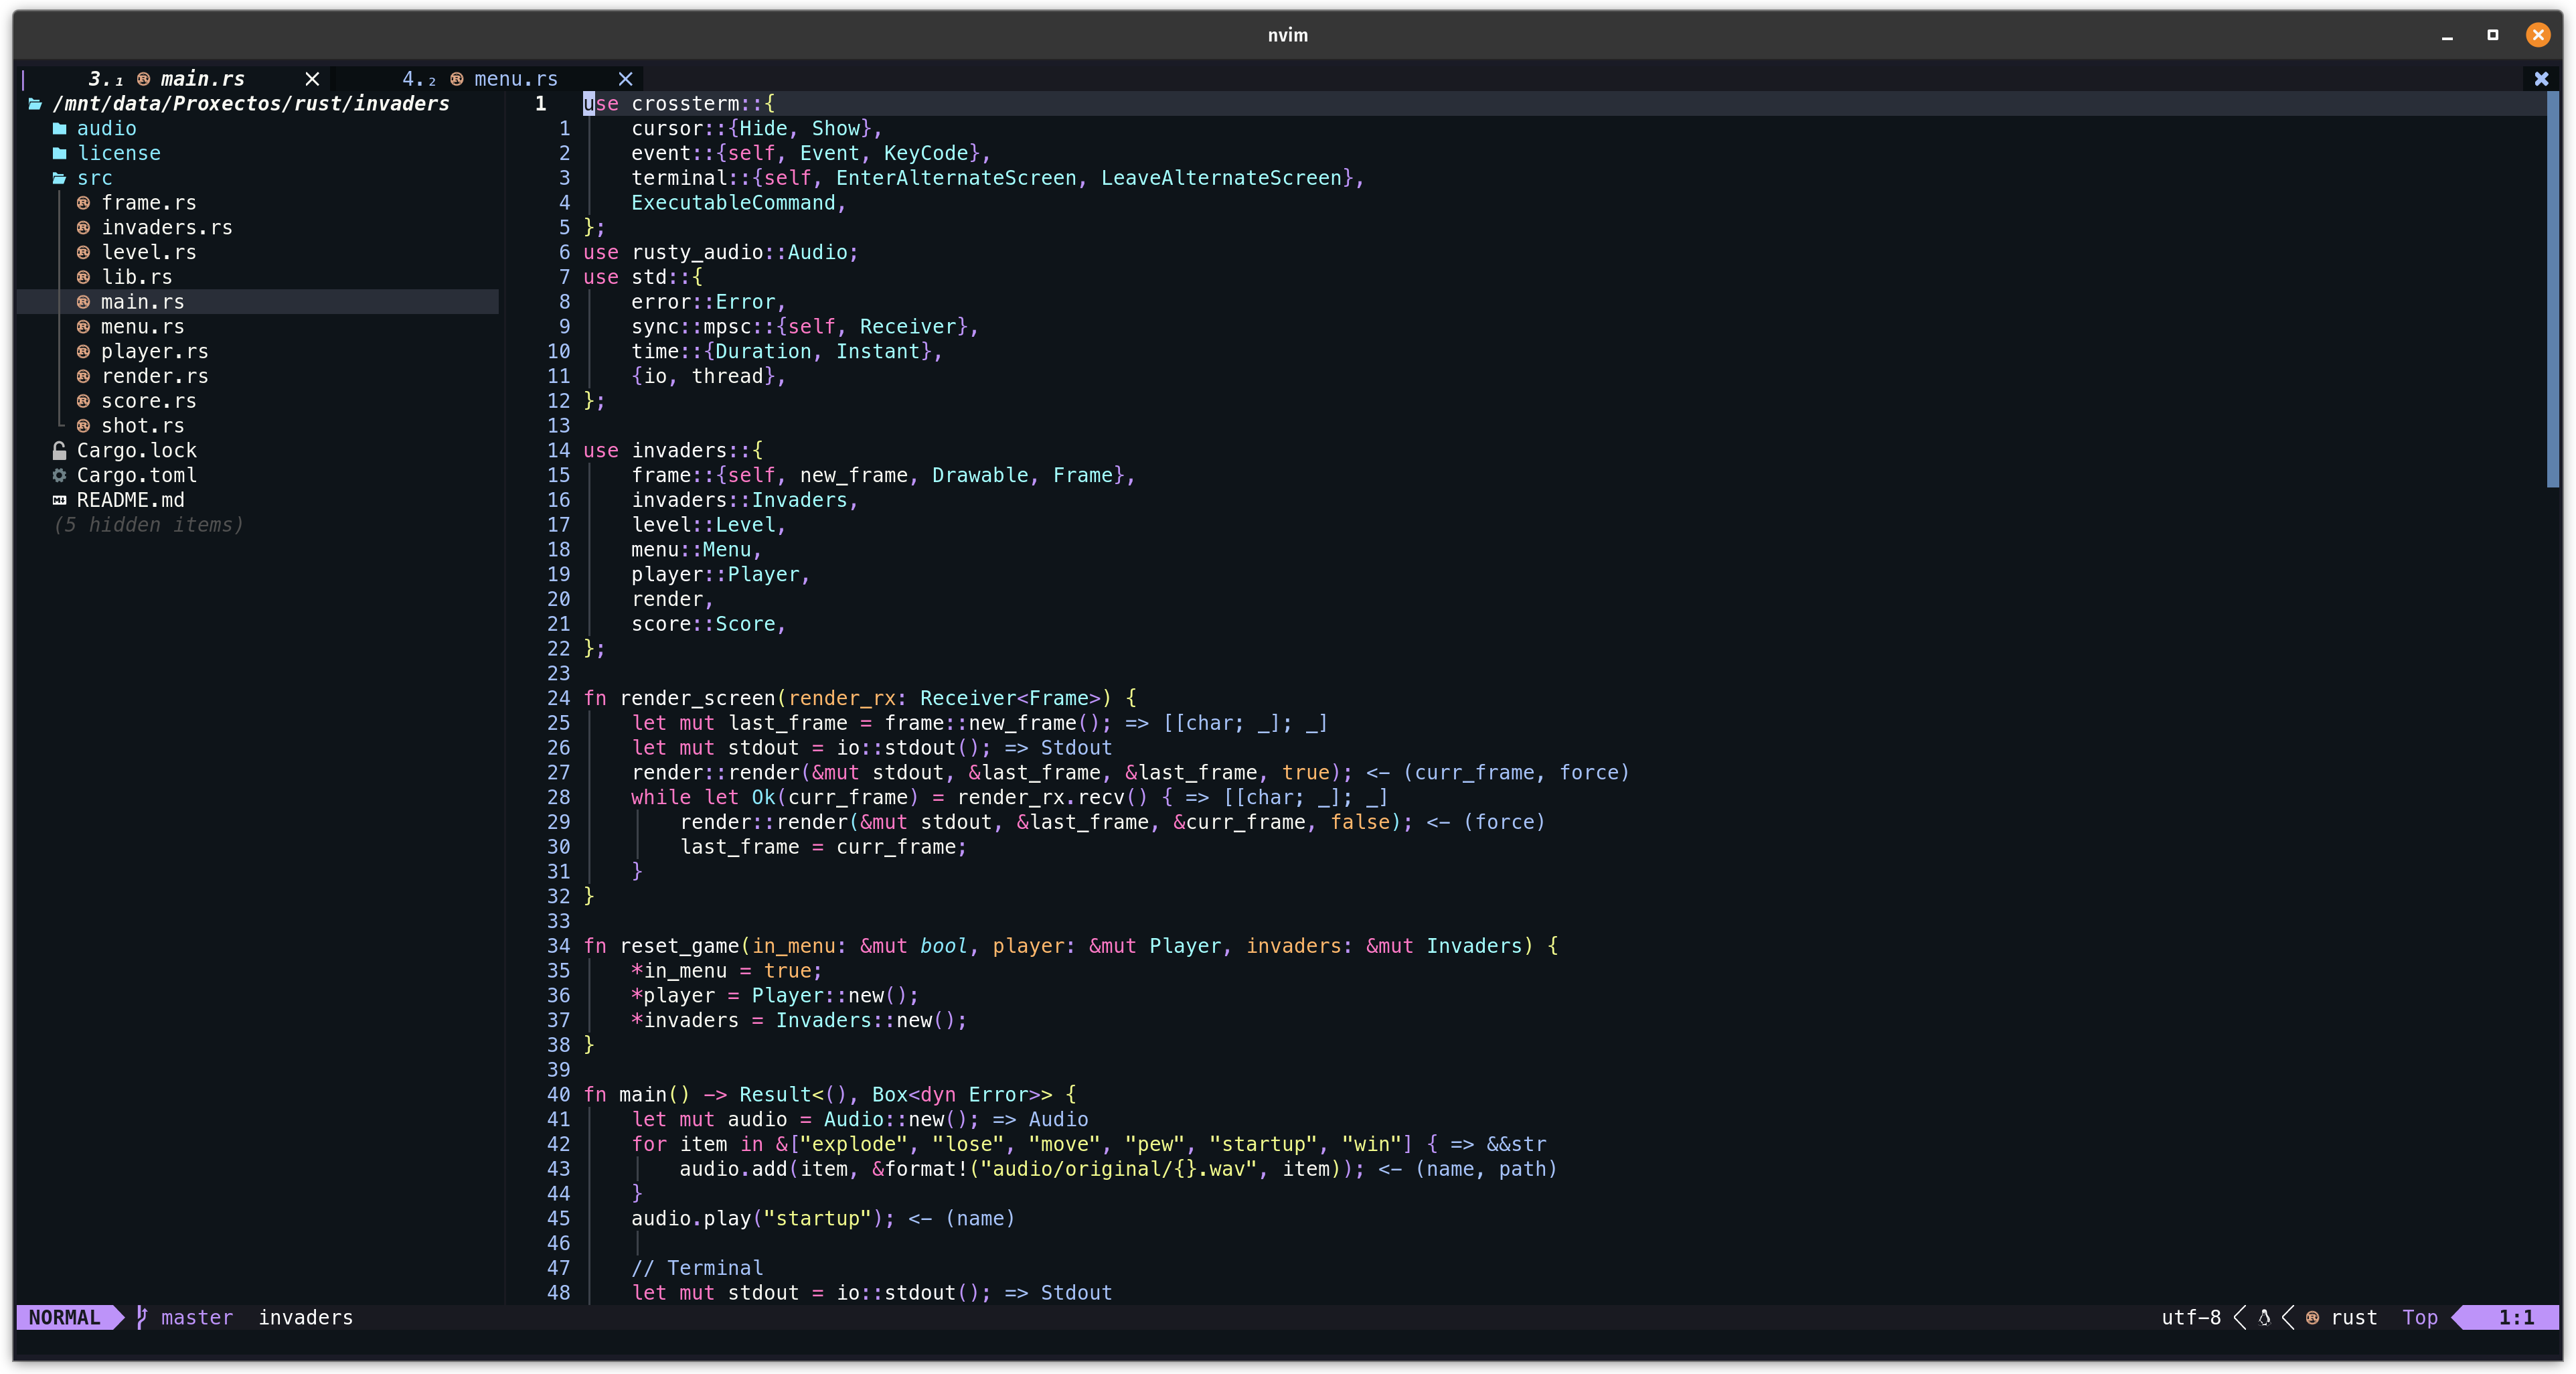 nvim
3.₁ main.rs 4.₂ menu.rs
/mnt/data/Proxectos/rust/invaders
audio
license
src
frame.rs
invaders.rs
level.rs
lib.rs
main.rs
menu.rs
player.rs
render.rs
score.rs
shot.rs
Cargo.lock
Cargo.toml
README.md
(5 hidden items)
1 use crossterm::{
1     cursor::{Hide, Show},
2     event::{self, Event, KeyCode},
3     terminal::{self, EnterAlternateScreen, LeaveAlternateScreen},
4     ExecutableCommand,
5 };
6 use rusty_audio::Audio;
7 use std::{
8     error::Error,
9     sync::mpsc::{self, Receiver},
10     time::{Duration, Instant},
11     {io, thread},
12 };
13
14 use invaders::{
15     frame::{self, new_frame, Drawable, Frame},
16     invaders::Invaders,
17     level::Level,
18     menu::Menu,
19     player::Player,
20     render,
21     score::Score,
22 };
23
24 fn render_screen(render_rx: Receiver<Frame>) {
25     let mut last_frame = frame::new_frame(); => [[char; _]; _]
26     let mut stdout = io::stdout(); => Stdout
27     render::render(&mut stdout, &last_frame, &last_frame, true); <- (curr_frame, force)
28     while let Ok(curr_frame) = render_rx.recv() { => [[char; _]; _]
29         render::render(&mut stdout, &last_frame, &curr_frame, false); <- (force)
30         last_frame = curr_frame;
31     }
32 }
33
34 fn reset_game(in_menu: &mut bool, player: &mut Player, invaders: &mut Invaders) {
35     *in_menu = true;
36     *player = Player::new();
37     *invaders = Invaders::new();
38 }
39
40 fn main() -> Result<(), Box<dyn Error>> {
41     let mut audio = Audio::new(); => Audio
42     for item in &["explode", "lose", "move", "pew", "startup", "win"] { => &&str
43         audio.add(item, &format!("audio/original/{}.wav", item)); <- (name, path)
44     }
45     audio.play("startup"); <- (name)
46
47     // Terminal
48     let mut stdout = io::stdout(); => Stdout
NORMAL master invaders utf-8 rust Top 1:1